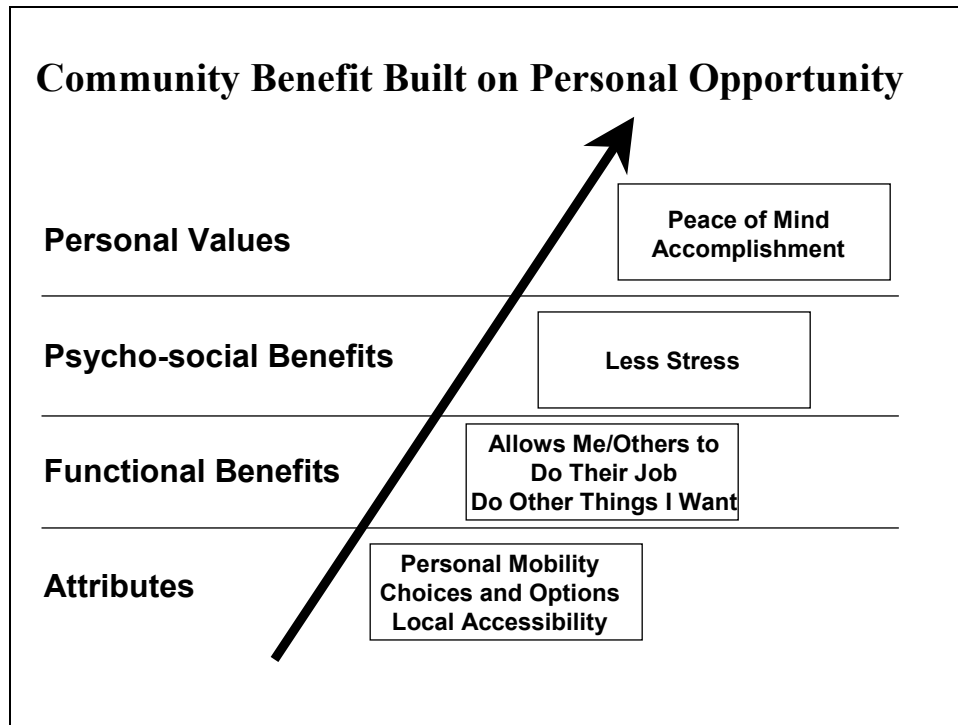 Community Benefit Built on Personal Opportunity
Personal Values
Peace of Mind
Accomplishment
Psycho-social Benefits
Less Stress
Functional Benefits
Allows Me/Others to
Do Their Job
Do Other Things I Want
Attributes
Personal Mobility
Choices and Options
Local Accessibility